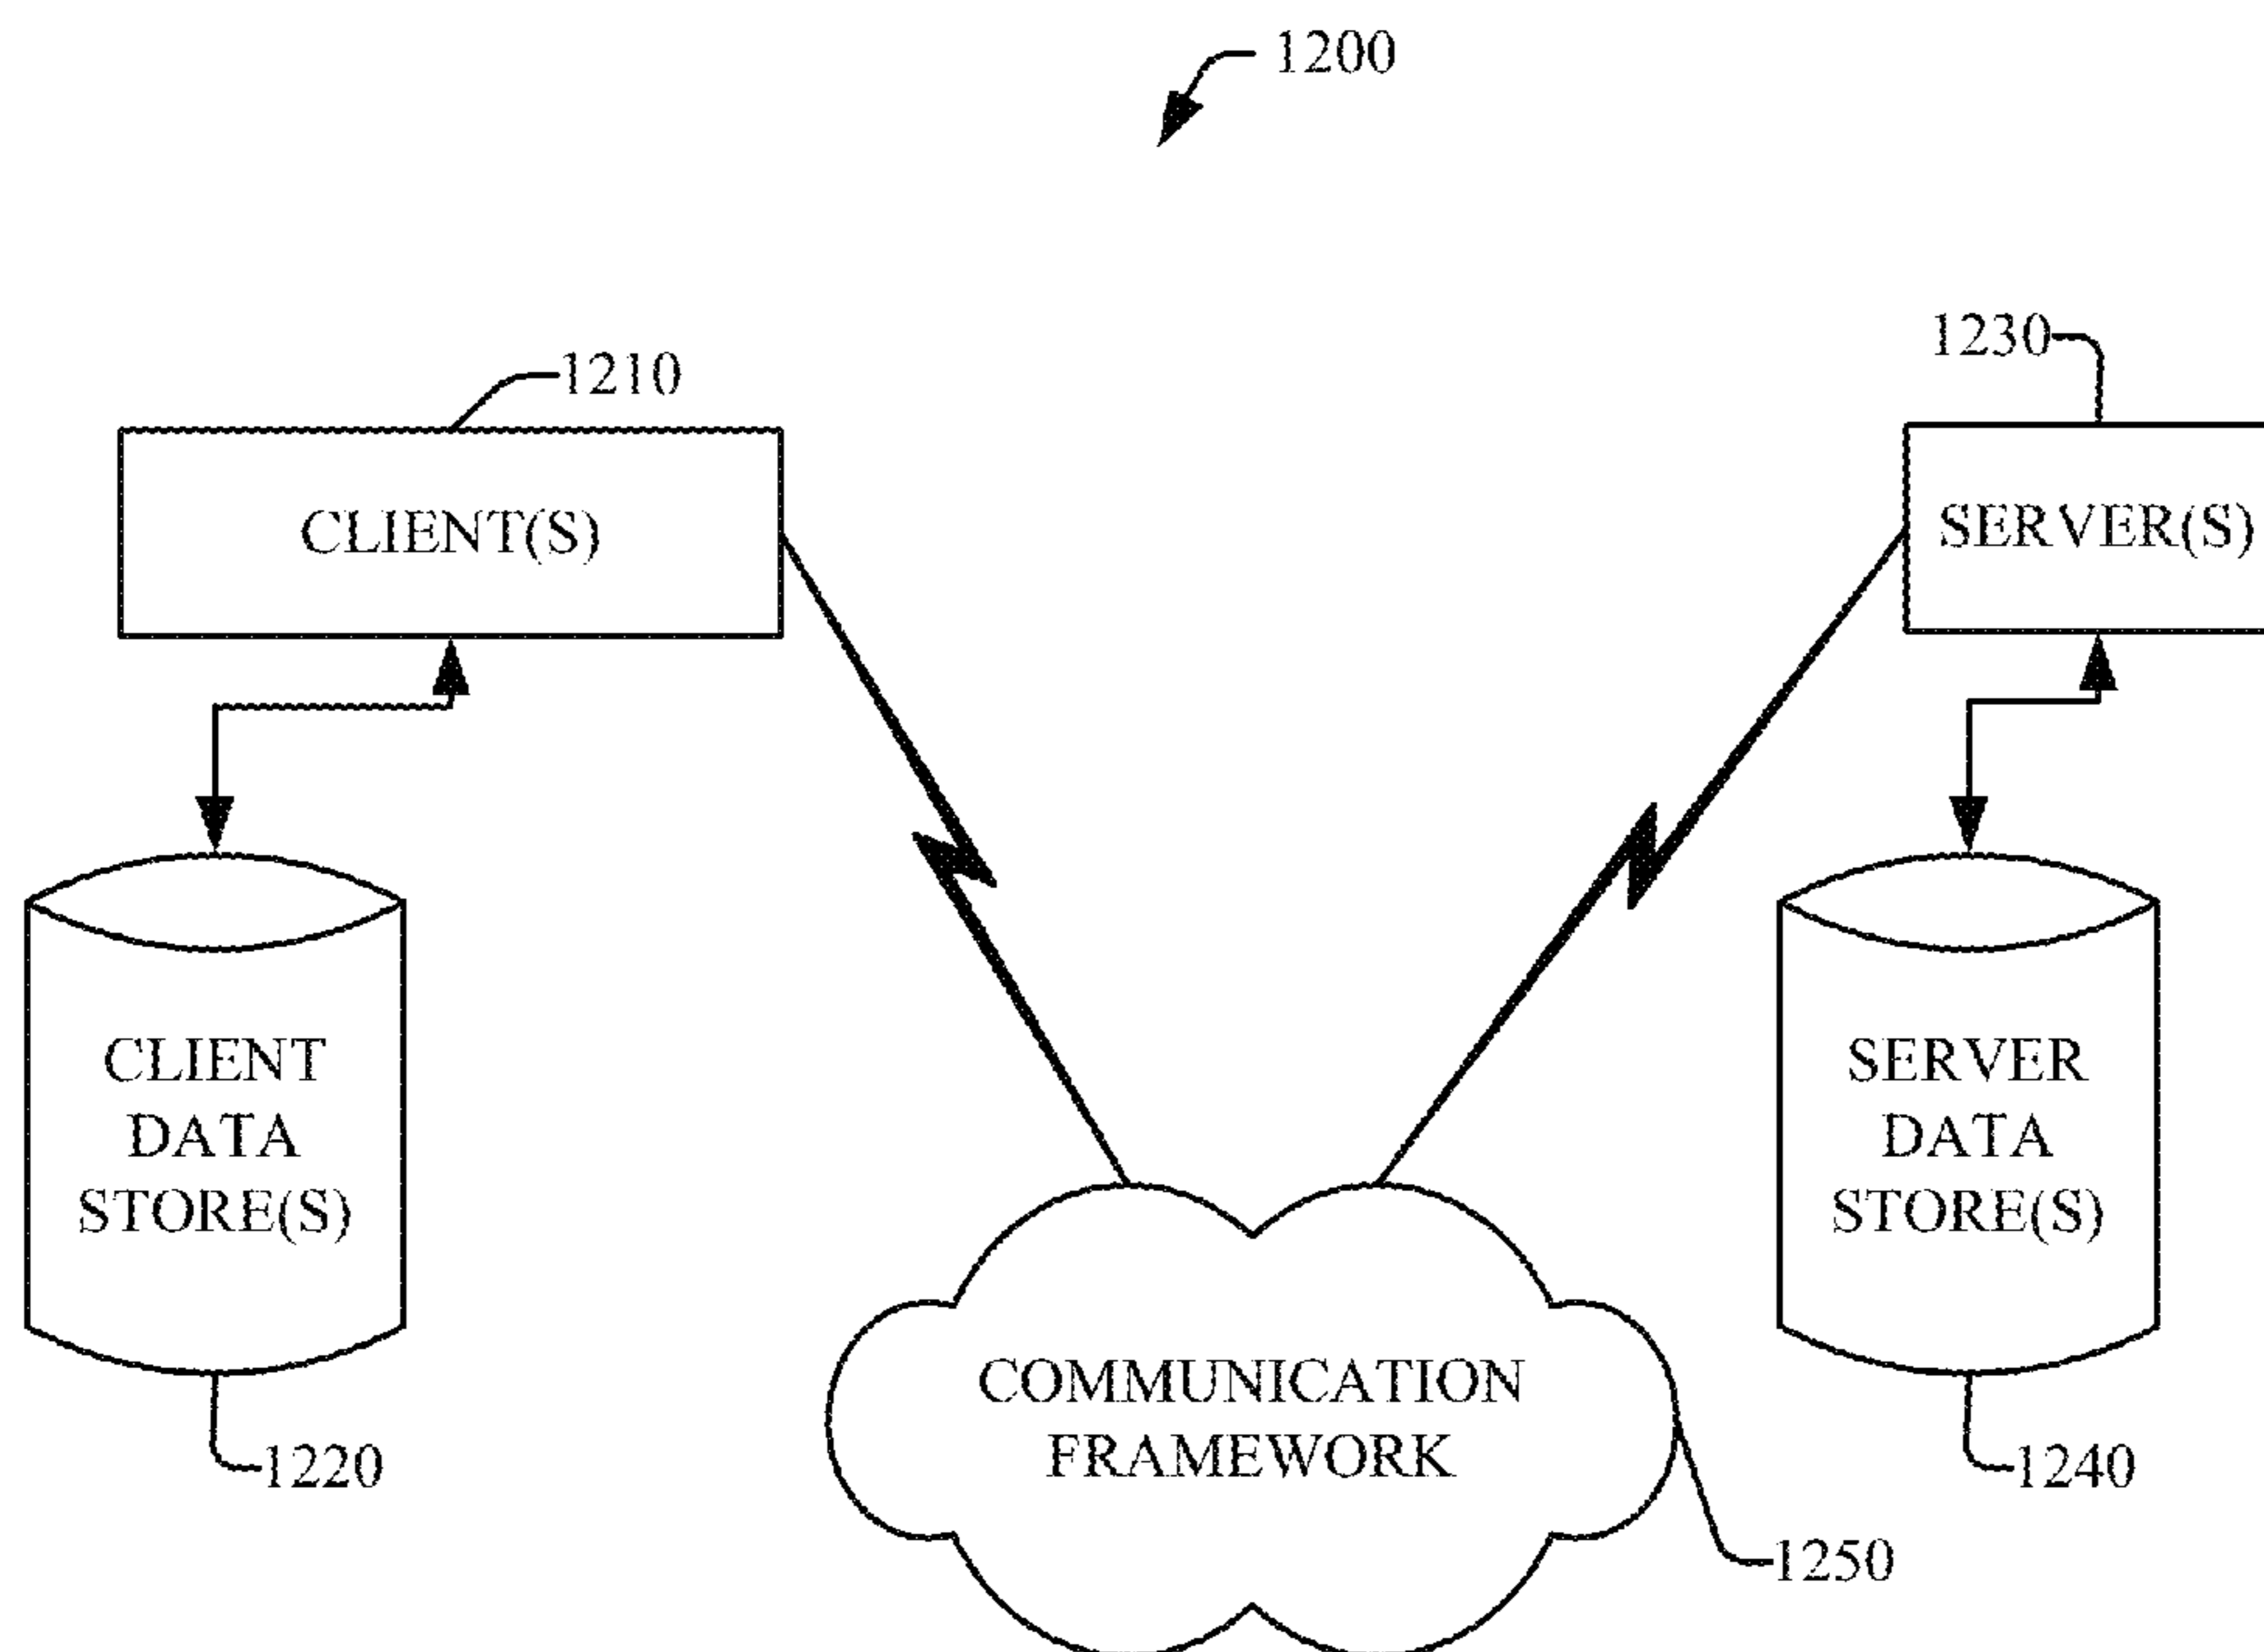 1200
1210
1230
CLIENT(S)
SERVER(S)
CLIENT
DATA
STORE(S)
SERVER
DATA
STORE(S)
COMMUNICATION
FRAMEWORK
1220
1240
1250